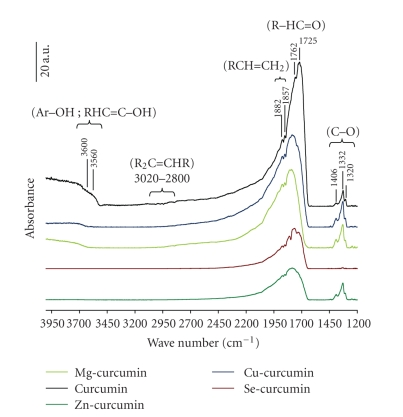 (R–HC=O)
1762
1725
20 a.u.
(RCH=CH2)
1882
1857
(Ar–OH ; RHC=C–OH)
3600
3560
(R2C=CHR)
3020–2800
(C–O)
1406
1332
1320
Absorbance
3950 3700 3450 3200 2950 2700 2450 2200 1950 1700 1450 1200
Wave number (cm−1)
Mg-curcumin
Curcumin
Zn-curcumin
Cu-curcumin
Se-curcumin